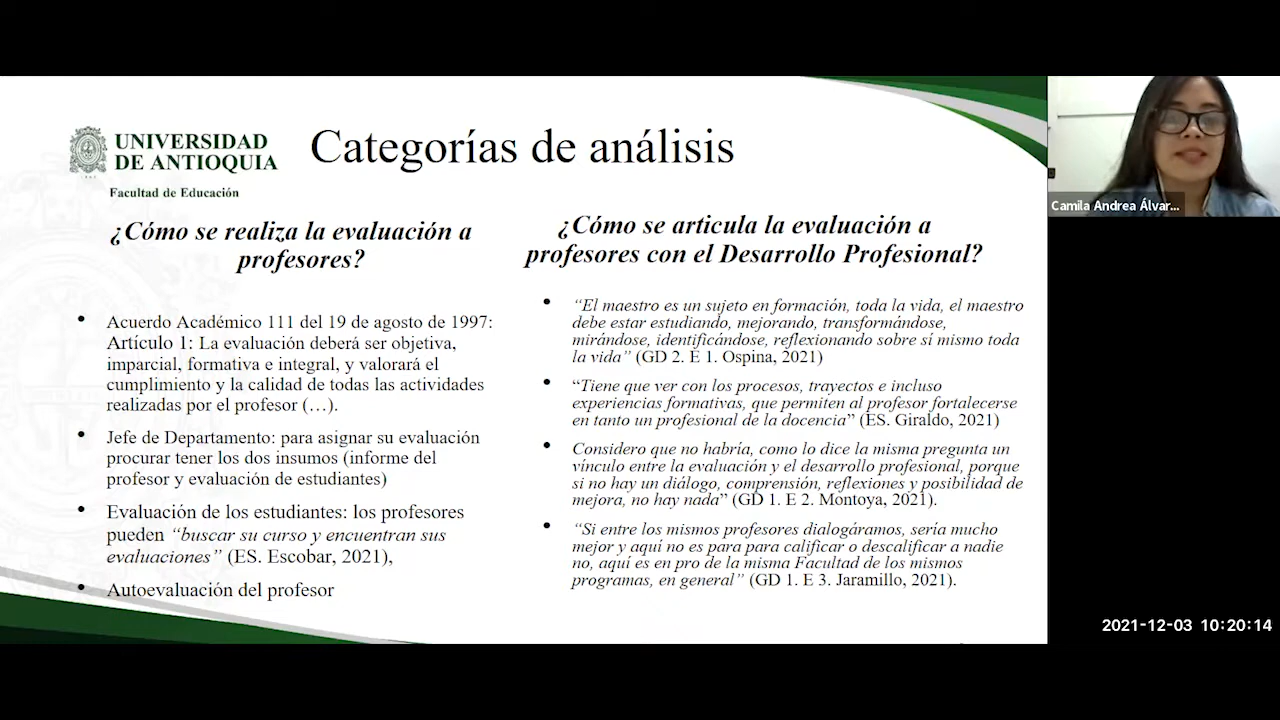 UNIVERSIDAD
DE ANTIOQUIA
Facultad de Educación
Categorías de análisis
¿Cómo se realiza la evaluación a
profesores?
• Acuerdo Académico 111 del 19 de agosto de 1997:
Artículo 1: La evaluación deberá ser objetiva,
imparcial, formativa e integral, y valorará el
cumplimiento y la calidad de todas las actividades
realizadas por el profesor (…).
• Jefe de Departamento: para asignar su evaluación
procurar tener los dos insumos (informe del
profesor y evaluación de estudiantes)
• Evaluación de los estudiantes: los profesores
pueden “buscar su curso y encuentran sus
evaluaciones” (ES. Escobar, 2021),
• Autoevaluación del profesor
¿Cómo se articula la evaluación a
profesores con el Desarrollo Profesional?
• “El maestro es un sujeto en formación, toda la vida, el maestro
debe estar estudiando, mejorando, transformándose,
mirándose, identificándose, reflexionando sobre sí mismo toda
la vida” (GD 2. E 1. Ospina, 2021)
• “Tiene que ver con los procesos, trayectos e incluso
experiencias formativas, que permiten al profesor fortalecerse
en tanto un profesional de la docencia” (ES. Giraldo, 2021)
• Considero que no habría, como lo dice la misma pregunta un
vínculo entre la evaluación y el desarrollo profesional, porque
si no hay un diálogo, comprensión, reflexiones y posibilidad de
mejora, no hay nada” (GD 1. E 2. Montoya, 2021).
• “Si entre los mismos profesores dialogáramos, sería mucho
mejor y aquí no es para para calificar o descalificar a nadie
no, aquí es en pro de la misma Facultad de los mismos
programas, en general” (GD 1. E 3. Jaramillo, 2021).
Camila Andrea Álvar...
2021-12-03 10:20:14